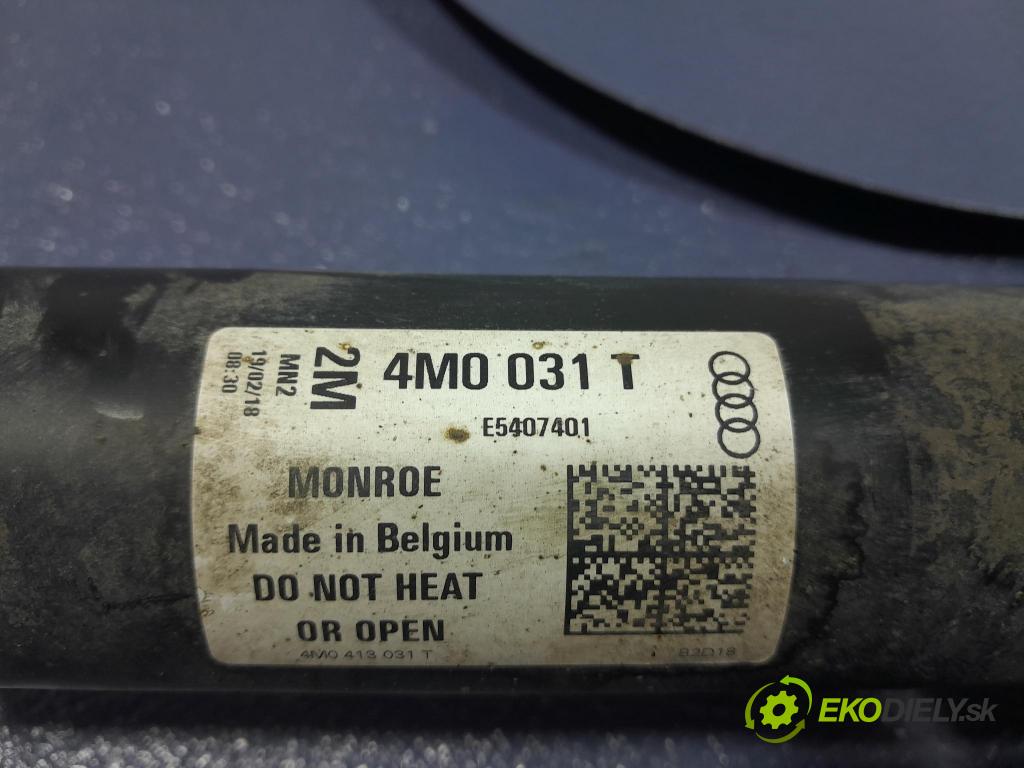 2M 4M0 031 T
MN2
19/02/18
08:30
E5407401
MONROE
Made in Belgium
DO NOT HEAT
OR OPEN
4M0 413 031 T
B2D18
EKODIELY.sk